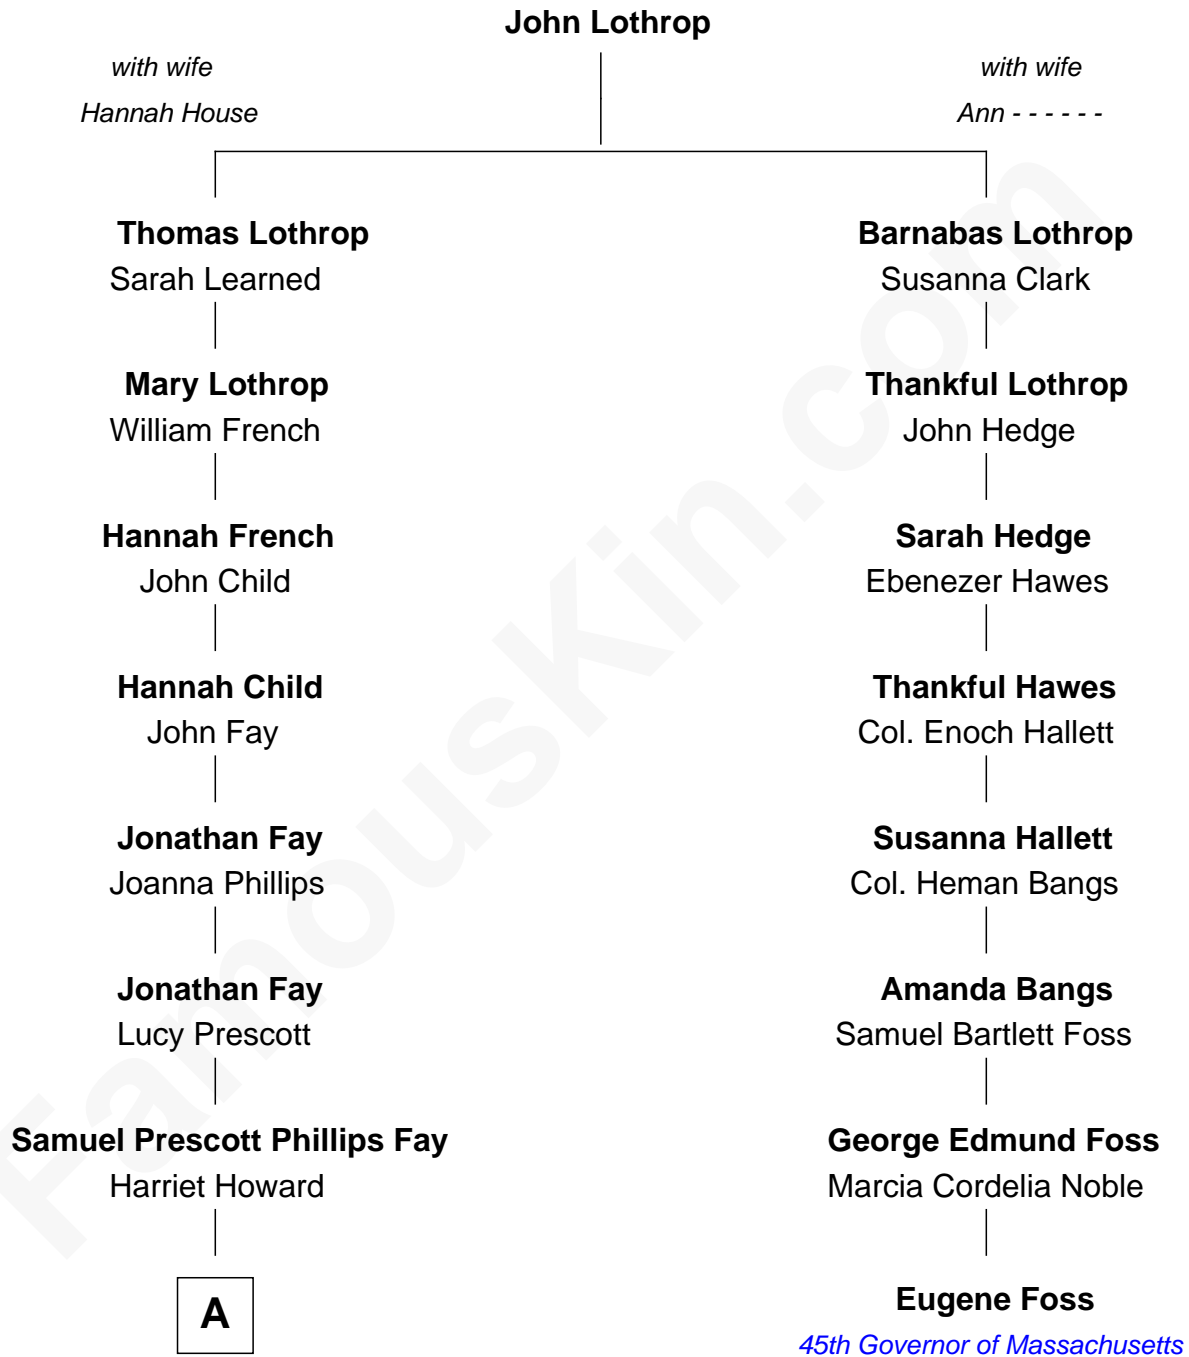 John Lothrop
with wife
Hannah House
with wife
Ann - - - - - -
Thomas Lothrop
Sarah Learned
Barnabas Lothrop
Susanna Clark
Mary Lothrop
William French
Thankful Lothrop
John Hedge
Hannah French
John Child
Sarah Hedge
Ebenezer Hawes
Hannah Child
John Fay
Thankful Hawes
Col. Enoch Hallett
Jonathan Fay
Joanna Phillips
Susanna Hallett
Col. Heman Bangs
Jonathan Fay
Lucy Prescott
Amanda Bangs
Samuel Bartlett Foss
Samuel Prescott Phillips Fay
Harriet Howard
George Edmund Foss
Marcia Cordelia Noble
A
Eugene Foss
45th Governor of Massachusetts
FamousKin.com